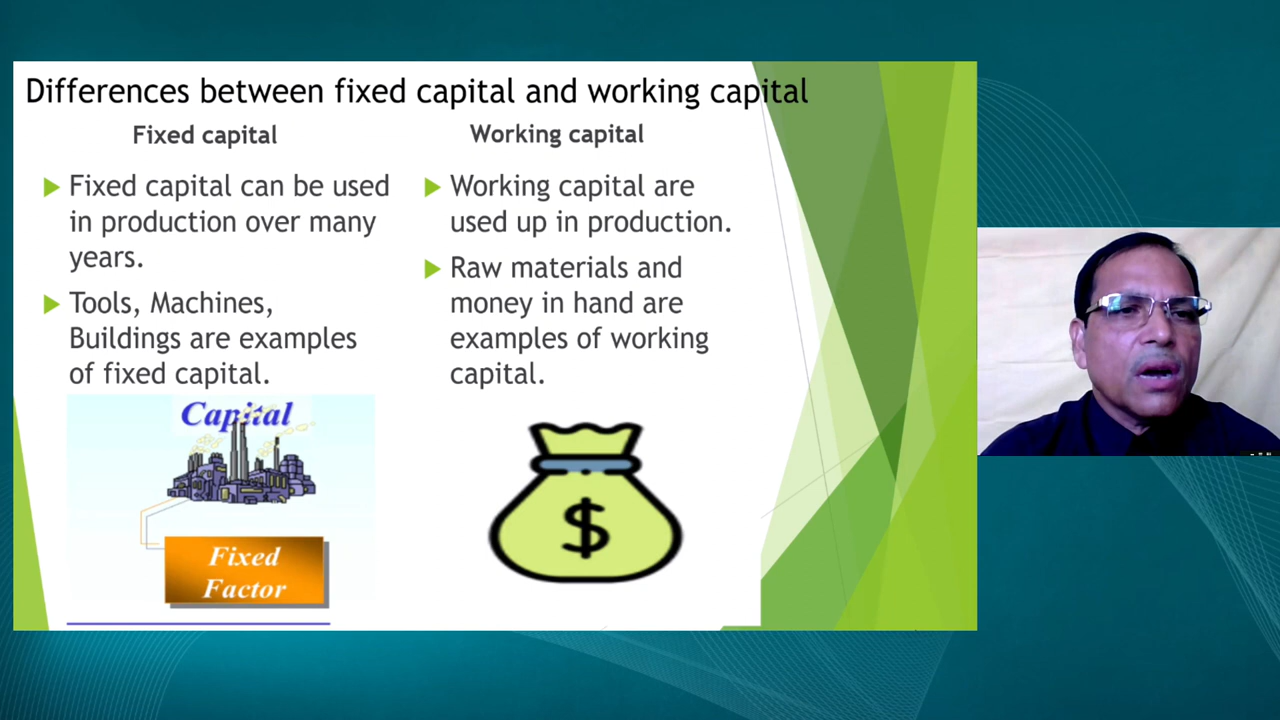 Differences between fixed capital and working capital
Fixed capital
Fixed capital can be used
in production over many
years.
Tools, Machines,
Buildings are examples
of fixed capital.
Capital
Fixed
Factor
Working capital
Working capital are
used up in production.
Raw materials and
money in hand are
examples of working
capital.
$